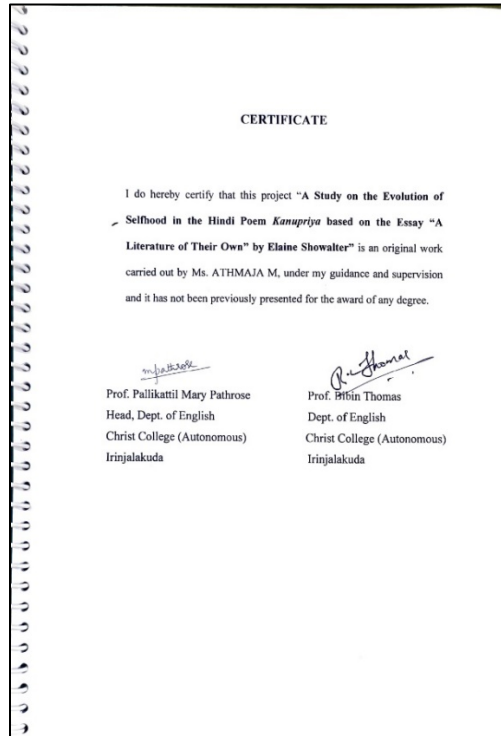 CERTIFICATE
I do hereby certify that this project "A Study on the Evolution of
Selfhood in the Hindi Poem Kanupriya based on the Essay "A
Literature of Their Own" by Elaine Showalter" is an original work
carried out by Ms. ATHMAJA M, under my guidance and supervision
and it has not been previously presented for the award of any degree.
mpathrose
Prof. Pallikattil Mary Pathrose
Head, Dept. of English
Christ College (Autonomous)
Irinjalakuda
Thomas
Prof. Bibin Thomas
Dept. of English
Christ College (Autonomous)
Irinjalakuda